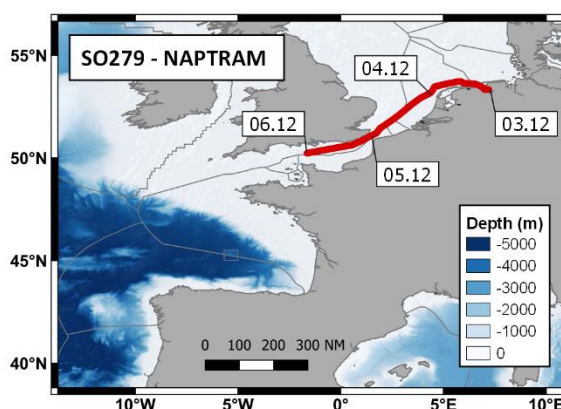 55°N
50°N
45°N
40°N
SO279 - NAPTRAM
04.12
03.12
06.12
05.12
Depth (m)
-5000
-4000
-3000
-2000
-1000
0
0 100 200 300 NM
10°W 5°W 0° 5°E 10°E